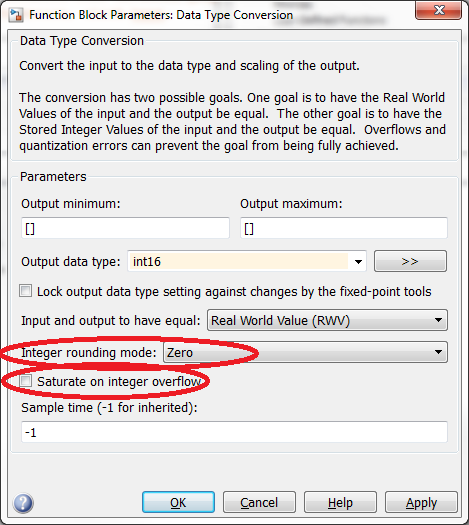 Function Block Parameters: Data Type Conversion
Data Type Conversion
Convert the input to the data type and scaling of the output.
The conversion has two possible goals. One goal is to have the Real World
Values of the input and the output be equal. The other goal is to have the
Stored Integer Values of the input and the output be equal. Overflows and
quantization errors can prevent the goal from being fully achieved.
Parameters
Output minimum: Output maximum:
[] []
Output data type: int16 >>
Lock output data type setting against changes by the fixed-point tools
Input and output to have equal: Real World Value (RWV)
Integer rounding mode: Zero
Saturate on integer overflow
Sample time (-1 for inherited):
-1
? OK Cancel Help Apply